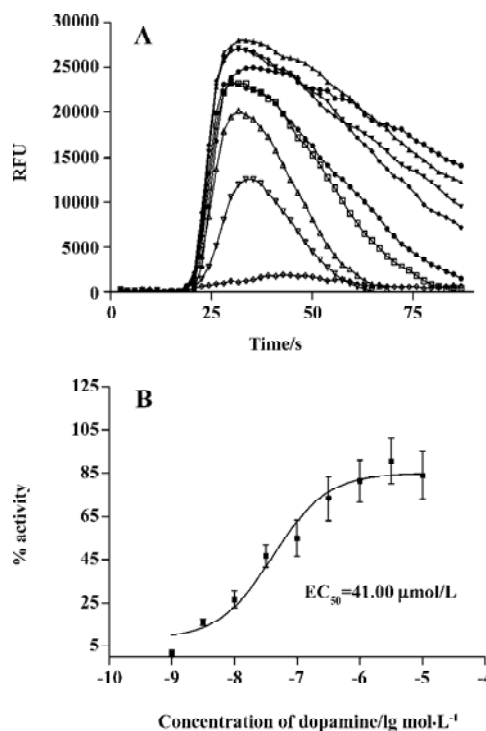 A
30000
25000
20000
15000
10000
5000
0
RFU
0 25 50 75
Time/s
B
125
105
85
65
45
25
5
% activity
EC50=41.00 μmol/L
-10 -9 -8 -7 -6 -5 -4
Concentration of dopamine/lg mol·L-1